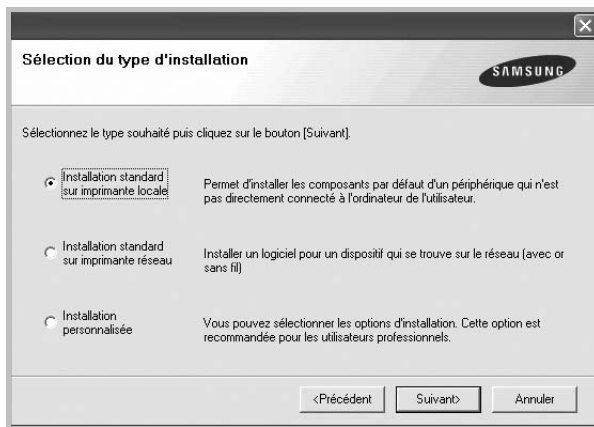 Sélection du type d'installation
SAMSUNG
Sélectionnez le type souhaité puis cliquez sur le bouton [Suivant].
Installation standard
sur imprimante locale
Permet d'installer les composants par défaut d'un périphérique qui n'est
pas directement connecté à l'ordinateur de l'utilisateur.
Installation standard
sur imprimante réseau
Installer un logiciel pour un dispositif qui se trouve sur le réseau (avec or
sans fil)
Installation
personnalisée
Vous pouvez sélectionner les options d'installation. Cette option est
recommandée pour les utilisateurs professionnels.
<Précédent
Suivant>
Annuler